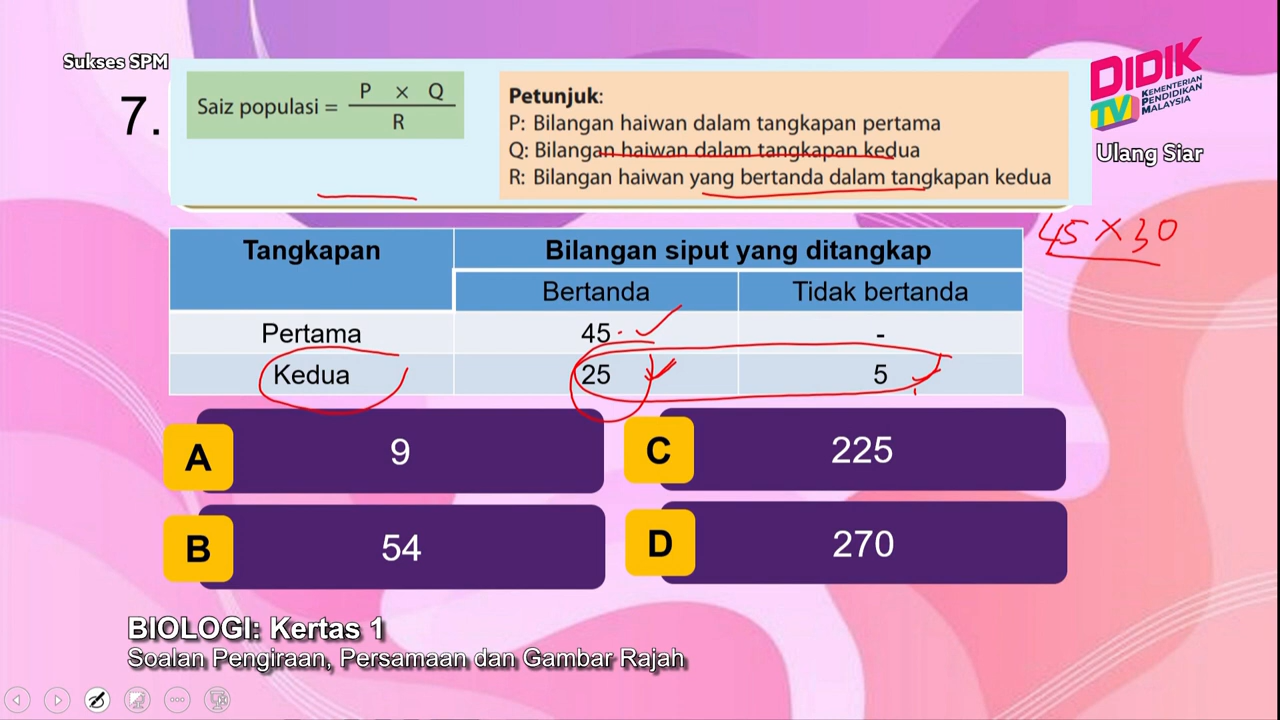 Sukses SPM
7.
Saiz populasi = P × Q
R
Petunjuk:
P: Bilangan haiwan dalam tangkapan pertama
Q: Bilangan haiwan dalam tangkapan kedua
R: Bilangan haiwan yang bertanda dalam tangkapan kedua
DIDIK
TV
KEMENTERIAN
PENDIDIKAN
MALAYSIA
Ulang Siar
45 × 30
Tangkapan Bilangan siput yang ditangkap
Bertanda Tidak bertanda
Pertama 45 -
Kedua 25 5
A 9
C 225
B 54
D 270
BIOLOGI: Kertas 1
Soalan Pengiraan, Persamaan dan Gambar Rajah